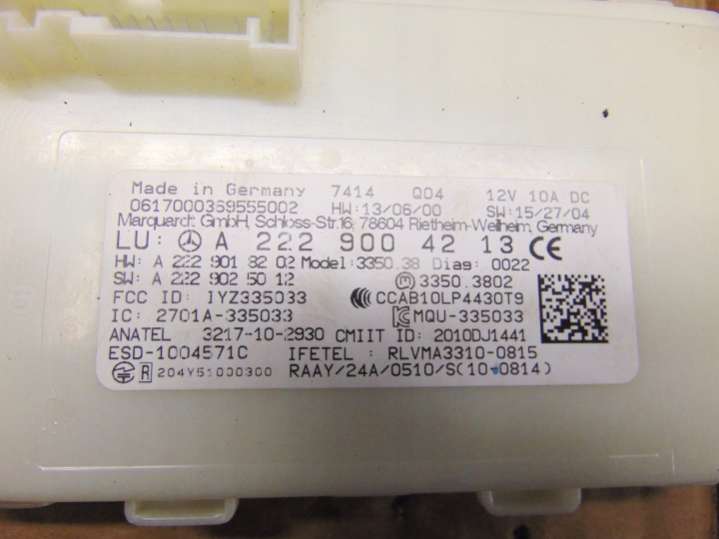 Made in Germany 7414 Q04 12V 10A DC
0617000369555002 HW:13/06/00 SW:15/27/04
Marquardt GmbH, Schloss-Str.16, 78604 Rietheim-Weilheim, Germany
LU: A 222 900 42 13 CE
HW: A 222 901 82 02 Model: 3350.38 Diag: 0022
SW: A 222 902 50 12 M 3350.3802
FCC ID: IYZ335033 CCAB10LP4430T9
IC: 2701A-335033 MQU-335033
ANATEL 3217-10-2930 CMIIT ID: 2010DJ1441
ESD-1004571C IFETEL: RLVMA3310-0815
R 204Y51000300 RAAY/24A/0510/S(10-0814)